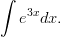 ∫ e^{3x} dx.